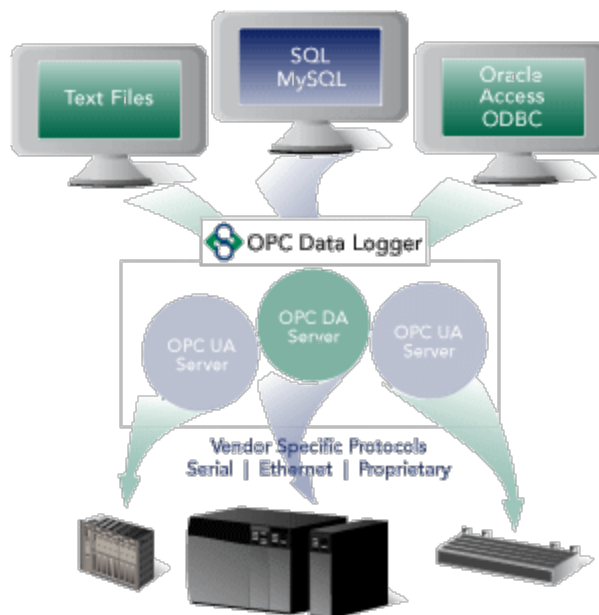 Text Files
SQL
MySQL
Oracle
Access
ODBC
OPC Data Logger
OPC UA
Server
OPC DA
Server
OPC UA
Server
Vendor Specific Protocols
Serial | Ethernet | Proprietary